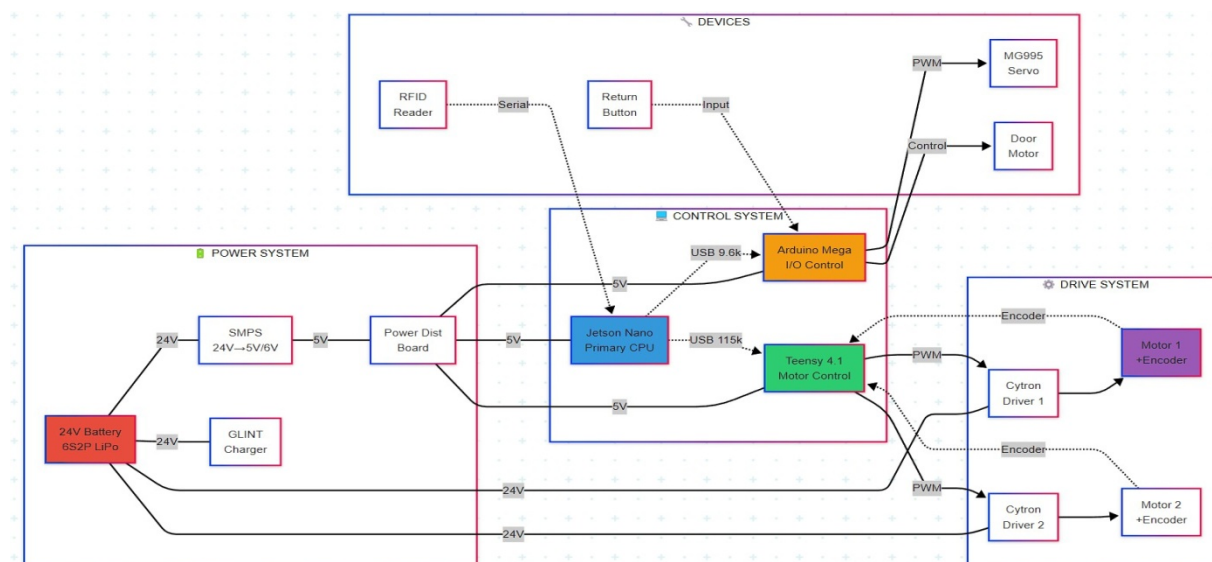 🔧 DEVICES
RFID
Reader
Serial
Return
Button
Input
PWM
MG995
Servo
Control
Door
Motor
🖥️ CONTROL SYSTEM
Arduino Mega
I/O Control
USB 9.6k
5V
Jetson Nano
Primary CPU
USB 115k
Teensy 4.1
Motor Control
5V
🔋 POWER SYSTEM
24V
SMPS
24V→5V/6V
5V
Power Dist
Board
5V
24V Battery
6S2P LiPo
24V
GLINT
Charger
24V
24V
⚙️ DRIVE SYSTEM
Encoder
Motor 1
+Encoder
PWM
Cytron
Driver 1
Encoder
PWM
Cytron
Driver 2
Motor 2
+Encoder